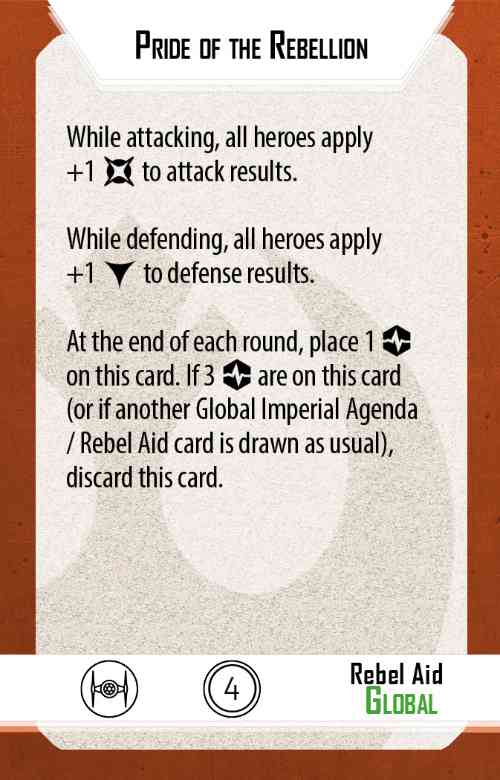 Pride of the Rebellion
While attacking, all heroes apply
+1 to attack results.
While defending, all heroes apply
+1 to defense results.
At the end of each round, place 1
on this card. If 3 are on this card
(or if another Global Imperial Agenda
/ Rebel Aid card is drawn as usual),
discard this card.
4
Rebel Aid
Global